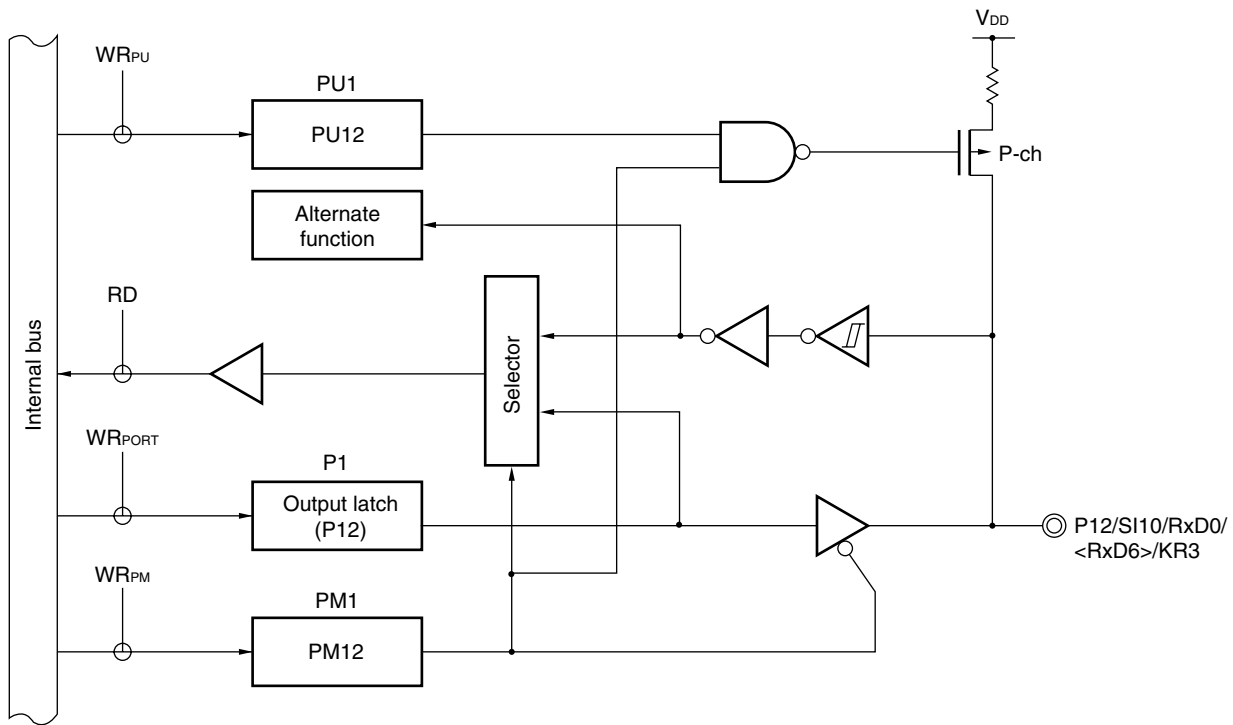 VDD
WRPU
PU1
PU12
P-ch
Alternate
function
RD
Internal bus
Selector
WRPORT
P1
Output latch
(P12)
P12/SI10/RxD0/
<RxD6>/KR3
WRPM
PM1
PM12